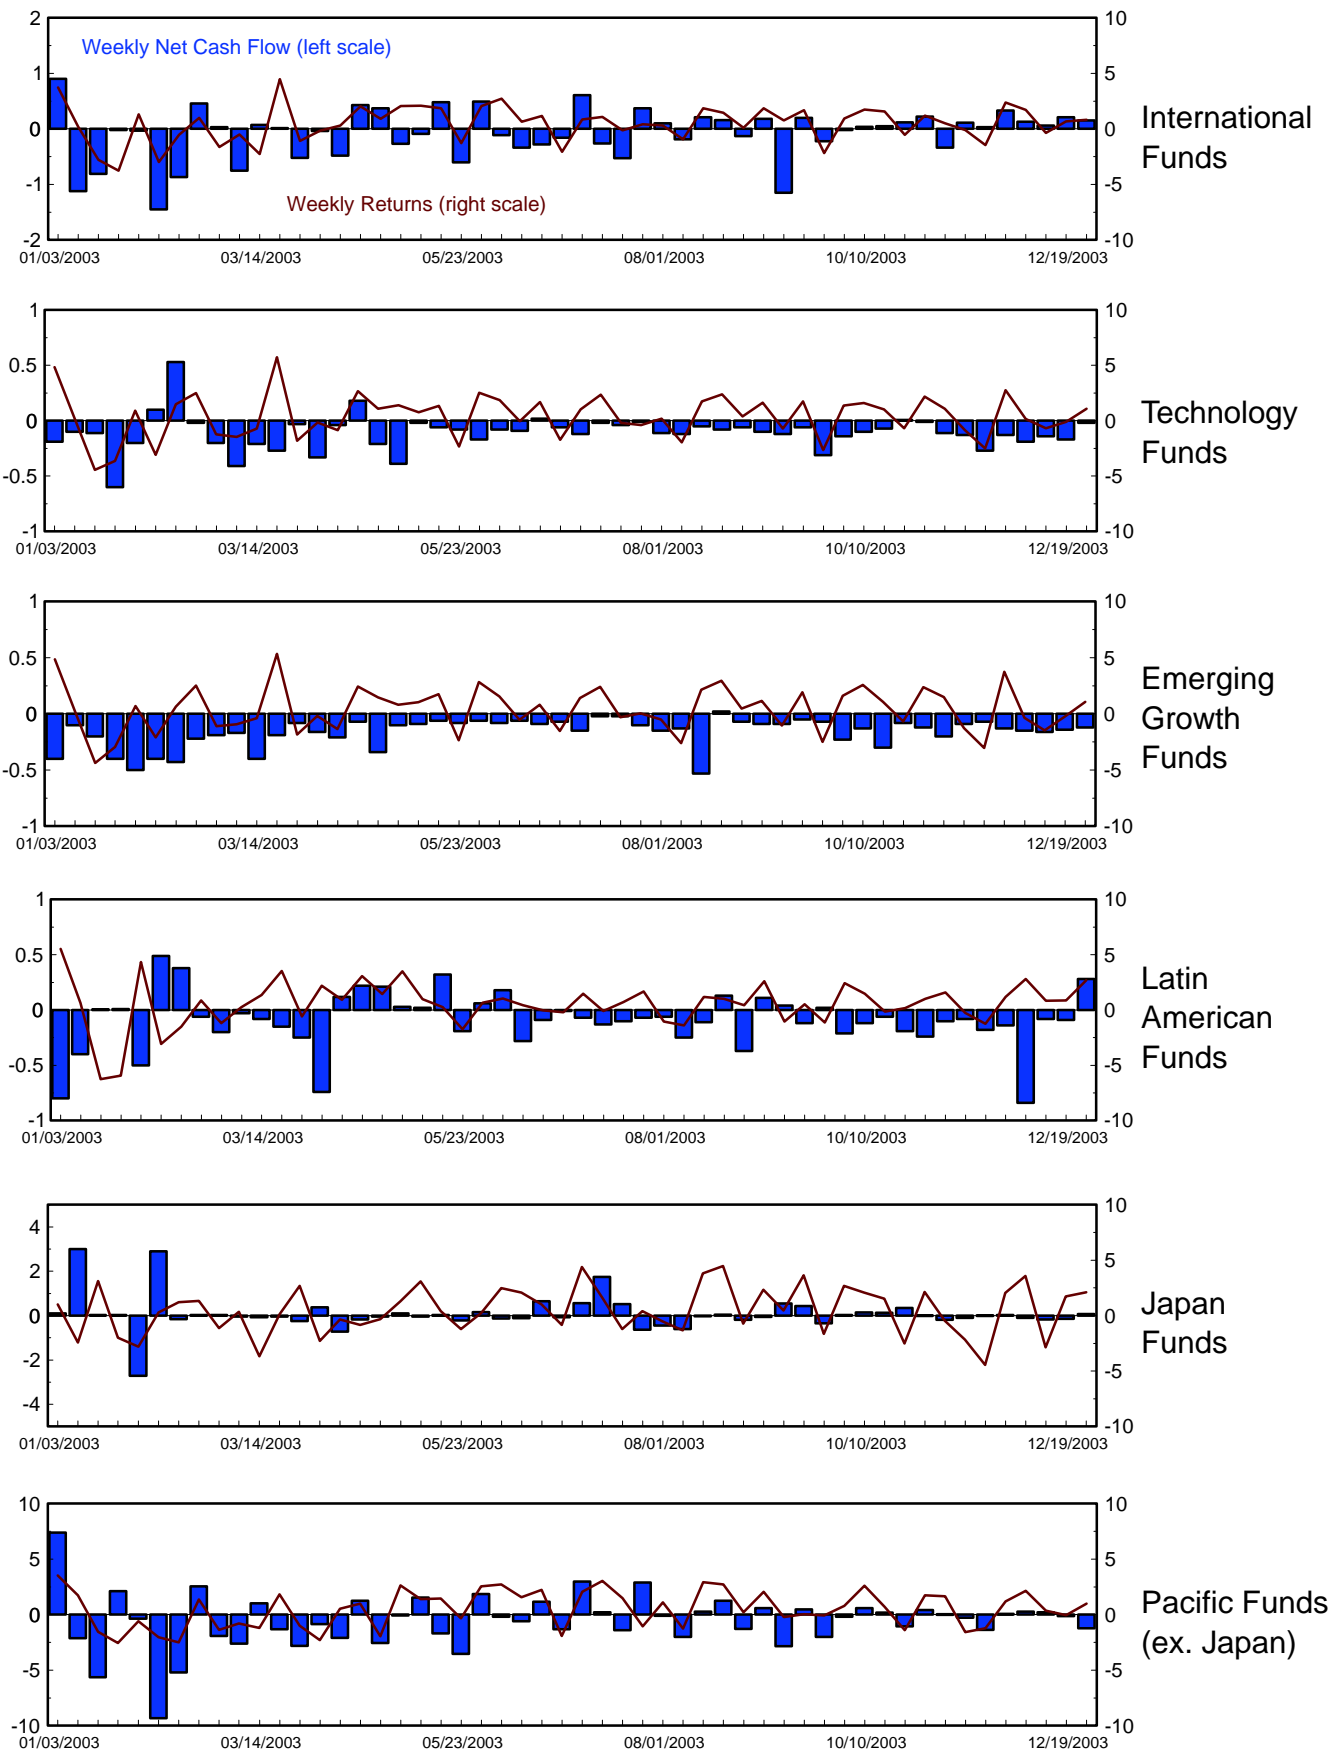 2
1
0
-1
-2
10
5
0
-5
-10
Weekly Net Cash Flow (left scale)
Weekly Returns (right scale)
01/03/2003 03/14/2003 05/23/2003 08/01/2003 10/10/2003 12/19/2003
International
Funds
1
0.5
0
-0.5
-1
10
5
0
-5
-10
01/03/2003 03/14/2003 05/23/2003 08/01/2003 10/10/2003 12/19/2003
Technology
Funds
1
0.5
0
-0.5
-1
10
5
0
-5
-10
01/03/2003 03/14/2003 05/23/2003 08/01/2003 10/10/2003 12/19/2003
Emerging
Growth
Funds
1
0.5
0
-0.5
-1
10
5
0
-5
-10
01/03/2003 03/14/2003 05/23/2003 08/01/2003 10/10/2003 12/19/2003
Latin
American
Funds
4
2
0
-2
-4
10
5
0
-5
-10
01/03/2003 03/14/2003 05/23/2003 08/01/2003 10/10/2003 12/19/2003
Japan
Funds
10
5
0
-5
-10
10
5
0
-5
-10
01/03/2003 03/14/2003 05/23/2003 08/01/2003 10/10/2003 12/19/2003
Pacific Funds
(ex. Japan)